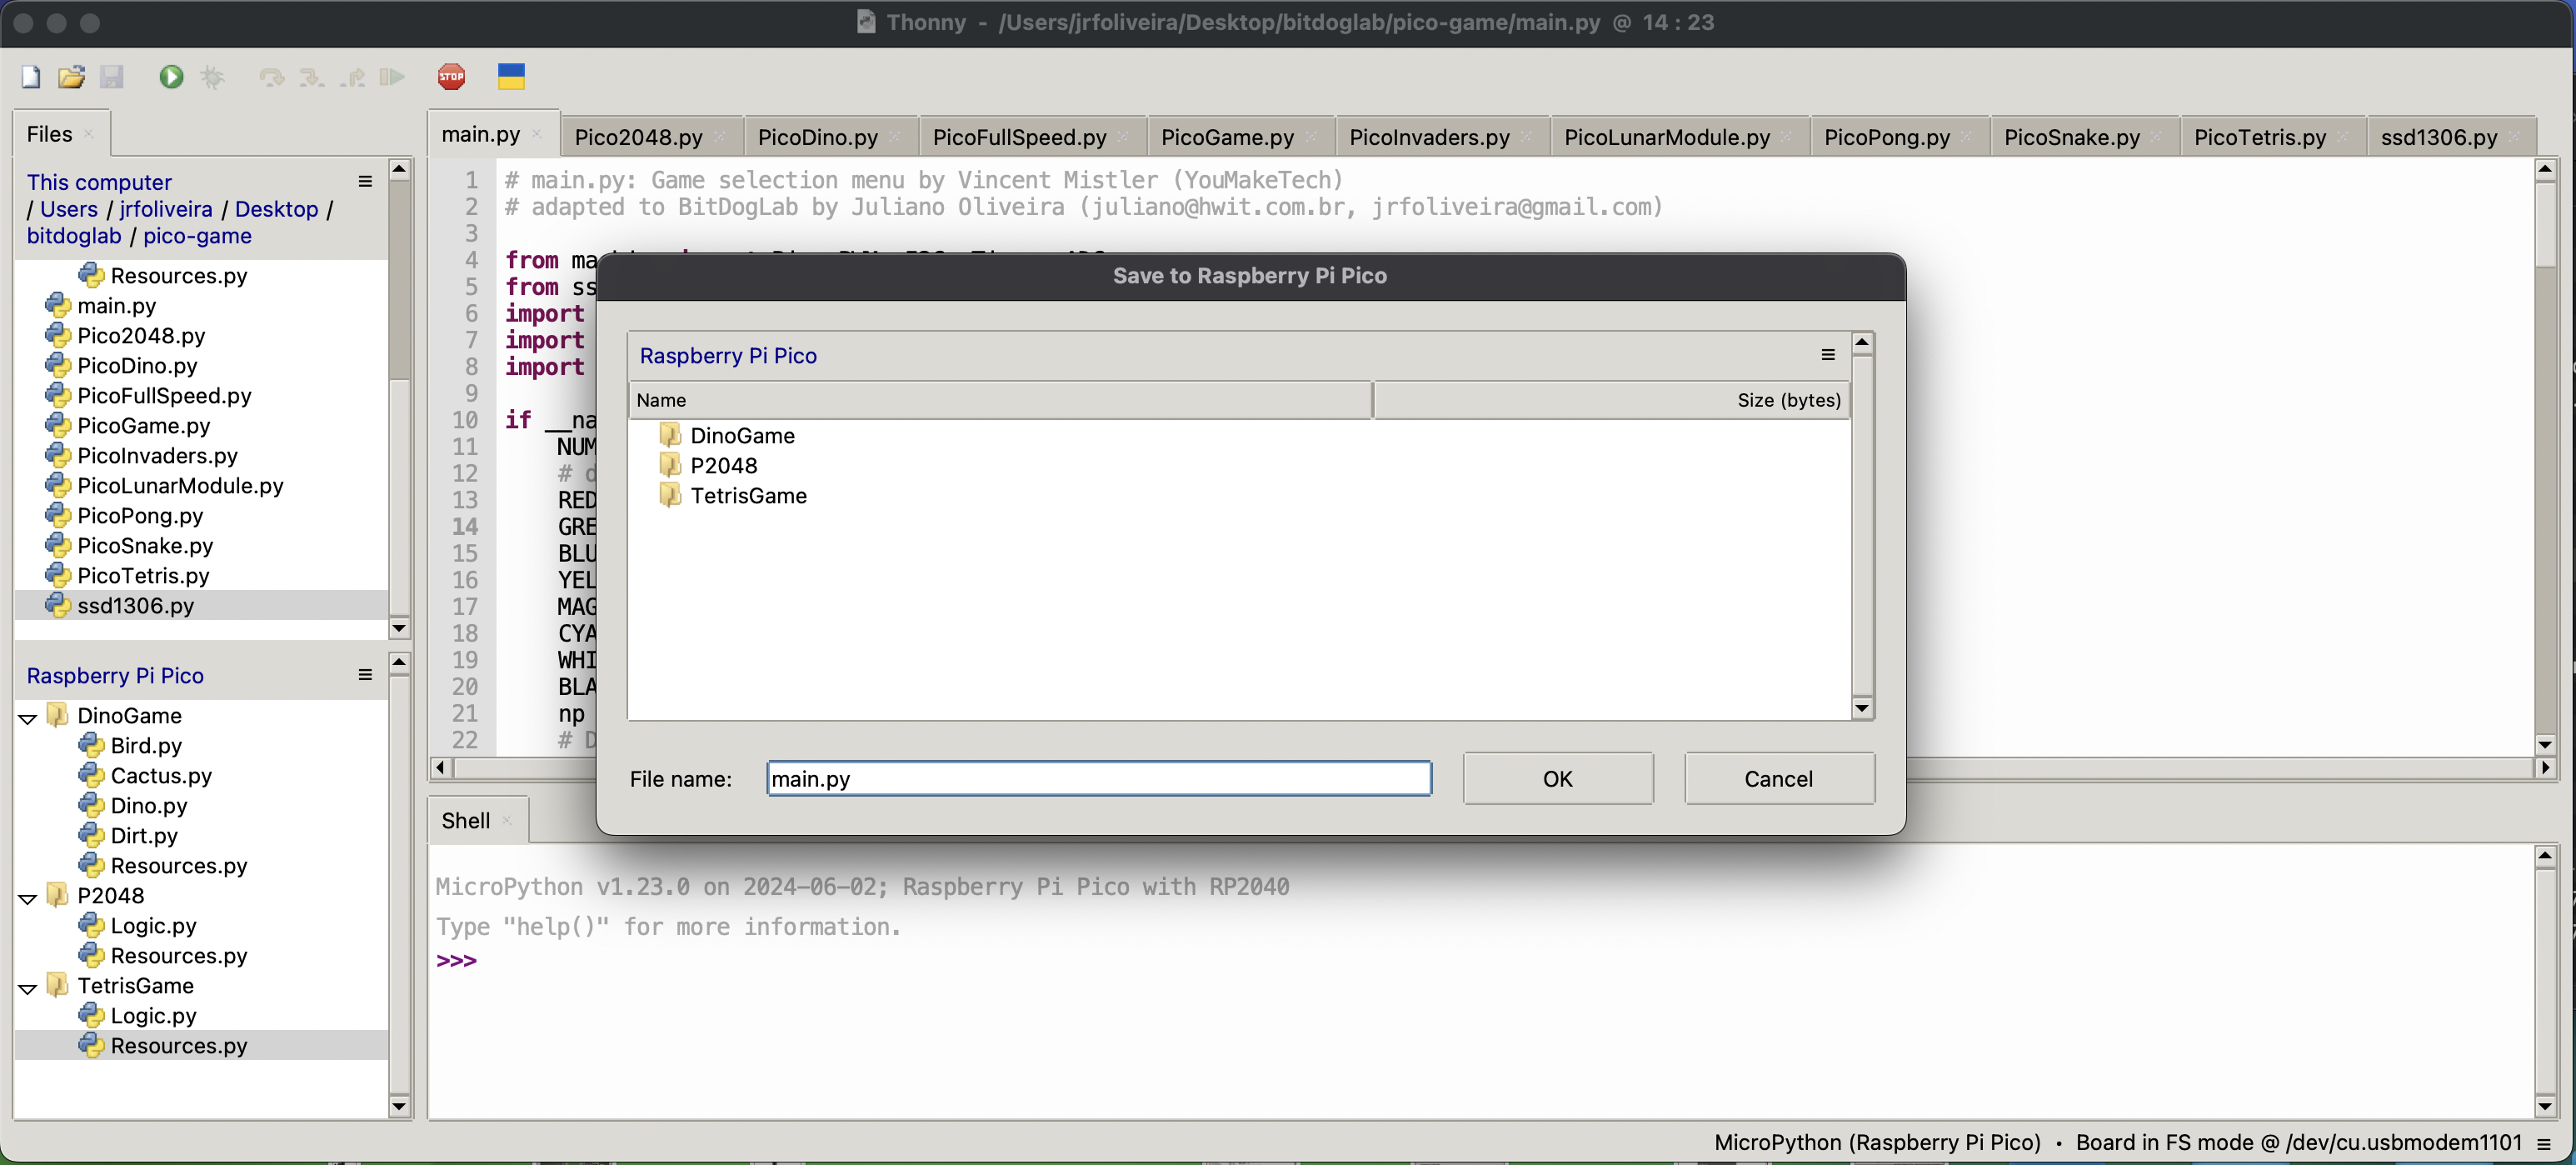 Thonny - /Users/jrfoliveira/Desktop/bitdoglab/pico-game/main.py @ 14 : 23
STOP
Files
This computer
/ Users / jrfoliveira / Desktop /
bitdoglab / pico-game
Resources.py
main.py
Pico2048.py
PicoDino.py
PicoFullSpeed.py
PicoGame.py
PicoInvaders.py
PicoLunarModule.py
PicoPong.py
PicoSnake.py
PicoTetris.py
ssd1306.py
Raspberry Pi Pico
DinoGame
Bird.py
Cactus.py
Dino.py
Dirt.py
Resources.py
P2048
Logic.py
Resources.py
TetrisGame
Logic.py
Resources.py
main.py Pico2048.py PicoDino.py PicoFullSpeed.py PicoGame.py PicoInvaders.py PicoLunarModule.py PicoPong.py PicoSnake.py PicoTetris.py ssd1306.py
1 # main.py: Game selection menu by Vincent Mistler (YouMakeTech)
2 # adapted to BitDogLab by Juliano Oliveira (juliano@hwit.com.br, jrfoliveira@gmail.com)
3
4 from ma
5 from ss
6 import
7 import
8 import
9
10 if __na
11 NUM
12 # d
13 RED
14 GRE
15 BLU
16 YEL
17 MAG
18 CYA
19 WHI
20 BLA
21 np
22 # D
Save to Raspberry Pi Pico
Raspberry Pi Pico
Name Size (bytes)
DinoGame
P2048
TetrisGame
File name: main.py OK Cancel
Shell
MicroPython v1.23.0 on 2024-06-02; Raspberry Pi Pico with RP2040
Type "help()" for more information.
>>>
MicroPython (Raspberry Pi Pico) • Board in FS mode @ /dev/cu.usbmodem1101